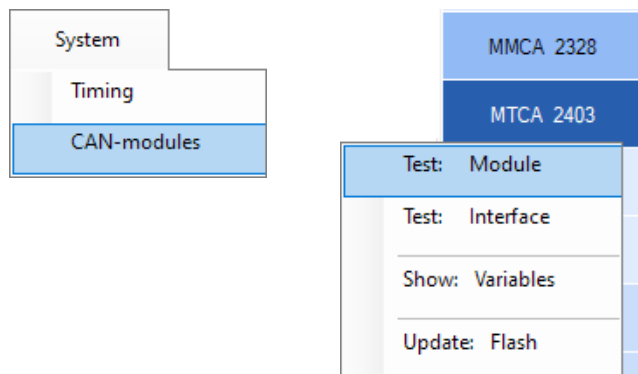 System
Timing
CAN-modules
MMCA 2328
MTCA 2403
Test: Module
Test: Interface
Show: Variables
Update: Flash